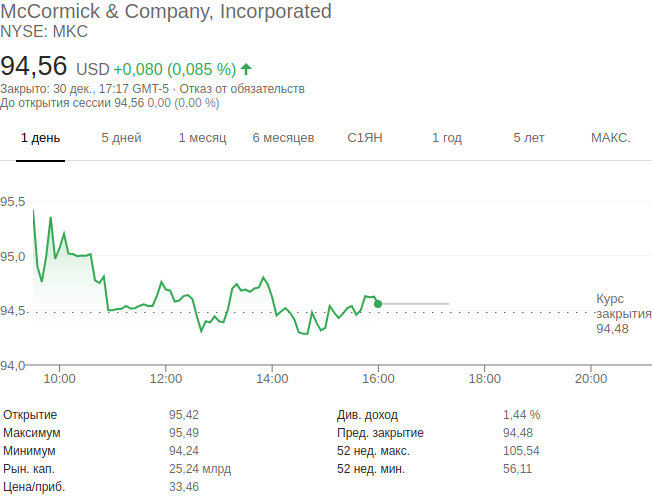 McCormick & Company, Incorporated
NYSE: MKC
94,56 USD +0,080 (0,085 %)
Закрыто: 30 дек., 17:17 GMT-5 · Отказ от обязательств
До открытия сессии 94,56 0,00 (0,00 %)
1 день 5 дней 1 месяц 6 месяцев С1ЯН 1 год 5 лет МАКС.
95,5
95,0
94,5
94,0
Курс
закрытия
94,48
10:00 12:00 14:00 16:00 18:00 20:00
Открытие 95,42 Див. доход 1,44 %
Максимум 95,49 Пред. закрытие 94,48
Минимум 94,24 52 нед. макс. 105,54
Рын. кап. 25,24 млрд 52 нед. мин. 56,11
Цена/приб. 33,46